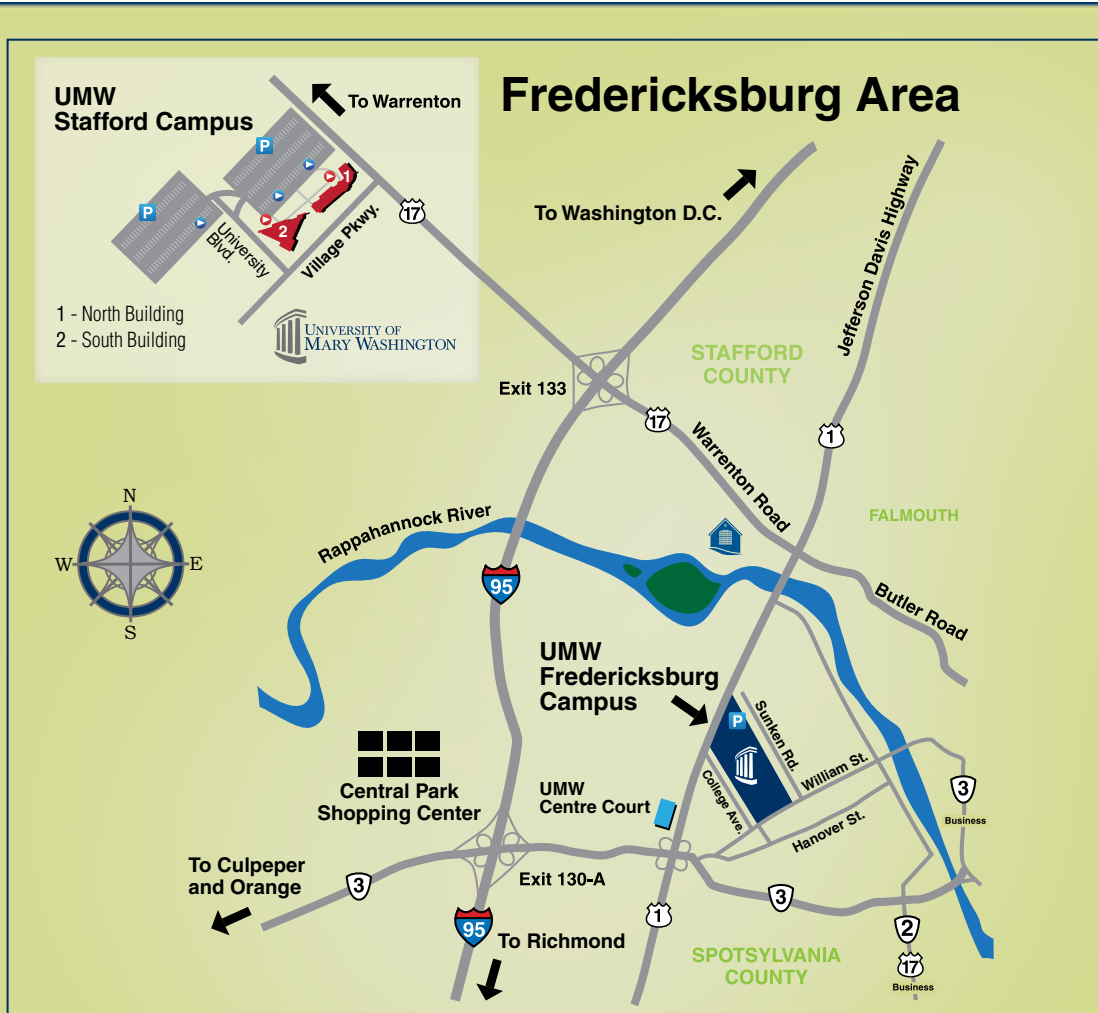 Fredericksburg Area
UMW
Stafford Campus
To Warrenton
P
P
1
2
University
Blvd.
Village Pkwy.
17
1 - North Building
2 - South Building
UNIVERSITY OF
MARY WASHINGTON
To Washington D.C.
Jefferson Davis Highway
STAFFORD
COUNTY
Exit 133
17
1
Warrenton Road
FALMOUTH
Rappahannock River
N
W
E
S
95
Butler Road
UMW
Fredericksburg
Campus
P
Sunken Rd.
College Ave.
William St.
Hanover St.
Central Park
Shopping Center
UMW
Centre Court
3
Business
To Culpeper
and Orange
3
Exit 130-A
3
95
To Richmond
1
SPOTSYLVANIA
COUNTY
2
17
Business